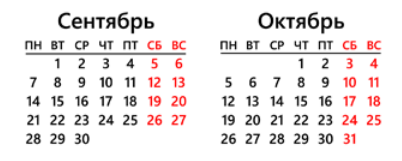 Сентябрь
ПН ВТ СР ЧТ ПТ СБ ВС
1 2 3 4 5 6
7 8 9 10 11 12 13
14 15 16 17 18 19 20
21 22 23 24 25 26 27
28 29 30
Октябрь
ПН ВТ СР ЧТ ПТ СБ ВС
1 2 3 4
5 6 7 8 9 10 11
12 13 14 15 16 17 18
19 20 21 22 23 24 25
26 27 28 29 30 31